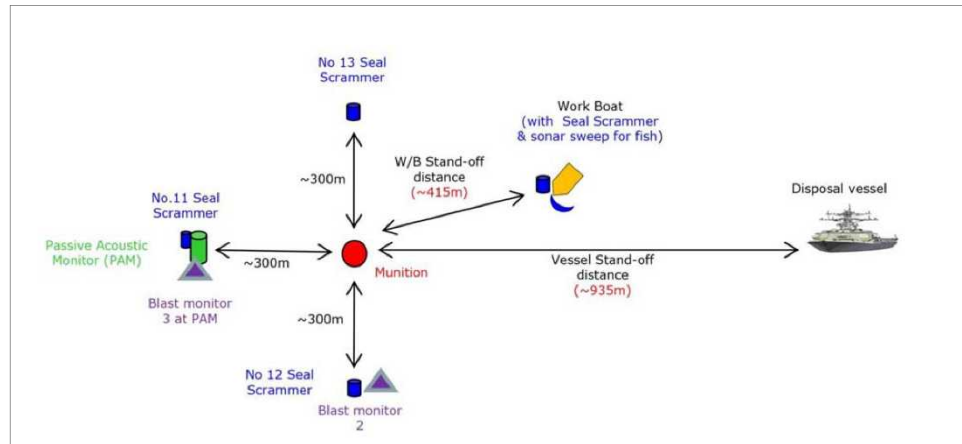 No 13 Seal
Scrammer
~300m
Work Boat
(with Seal Scrammer
& sonar sweep for fish)
W/B Stand-off
distance
(~415m)
Disposal vessel
No.11 Seal
Scrammer
Passive Acoustic
Monitor (PAM)
~300m
Munition
Vessel Stand-off
distance
(~935m)
Blast monitor
3 at PAM
~300m
No 12 Seal
Scrammer
Blast monitor
2